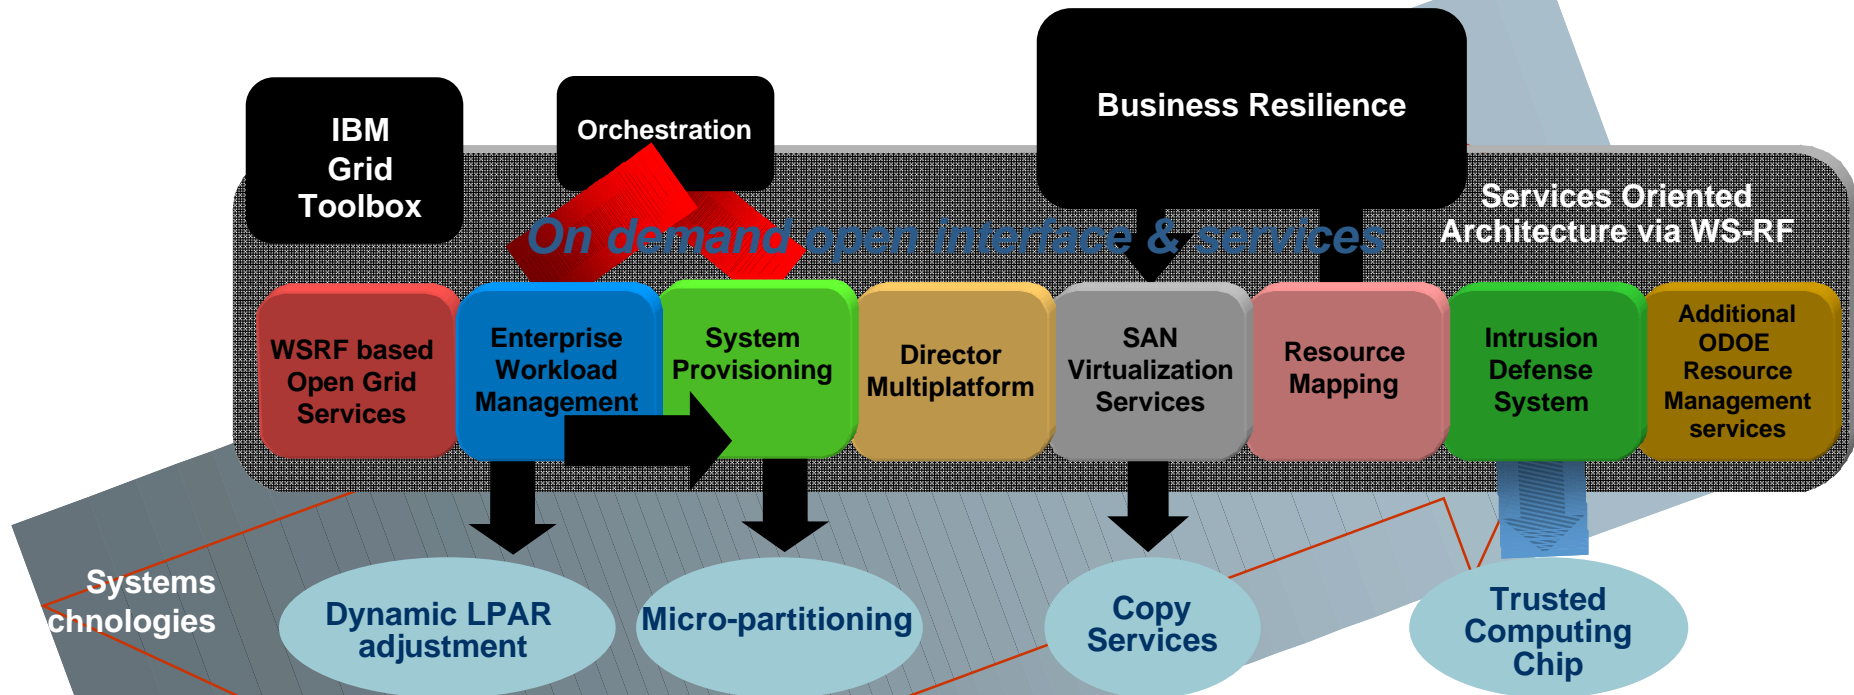 Business Resilience
IBM
Grid
Toolbox
Orchestration
Services Oriented
Architecture via WS-RF
On demand open interface & services
WSRF based
Open Grid
Services
Enterprise
Workload
Management
System
Provisioning
Director
Multiplatform
SAN
Virtualization
Services
Resource
Mapping
Intrusion
Defense
System
Additional
ODOE
Resource
Management
services
Systems
chnologies
Dynamic LPAR
adjustment
Micro-partitioning
Copy
Services
Trusted
Computing
Chip